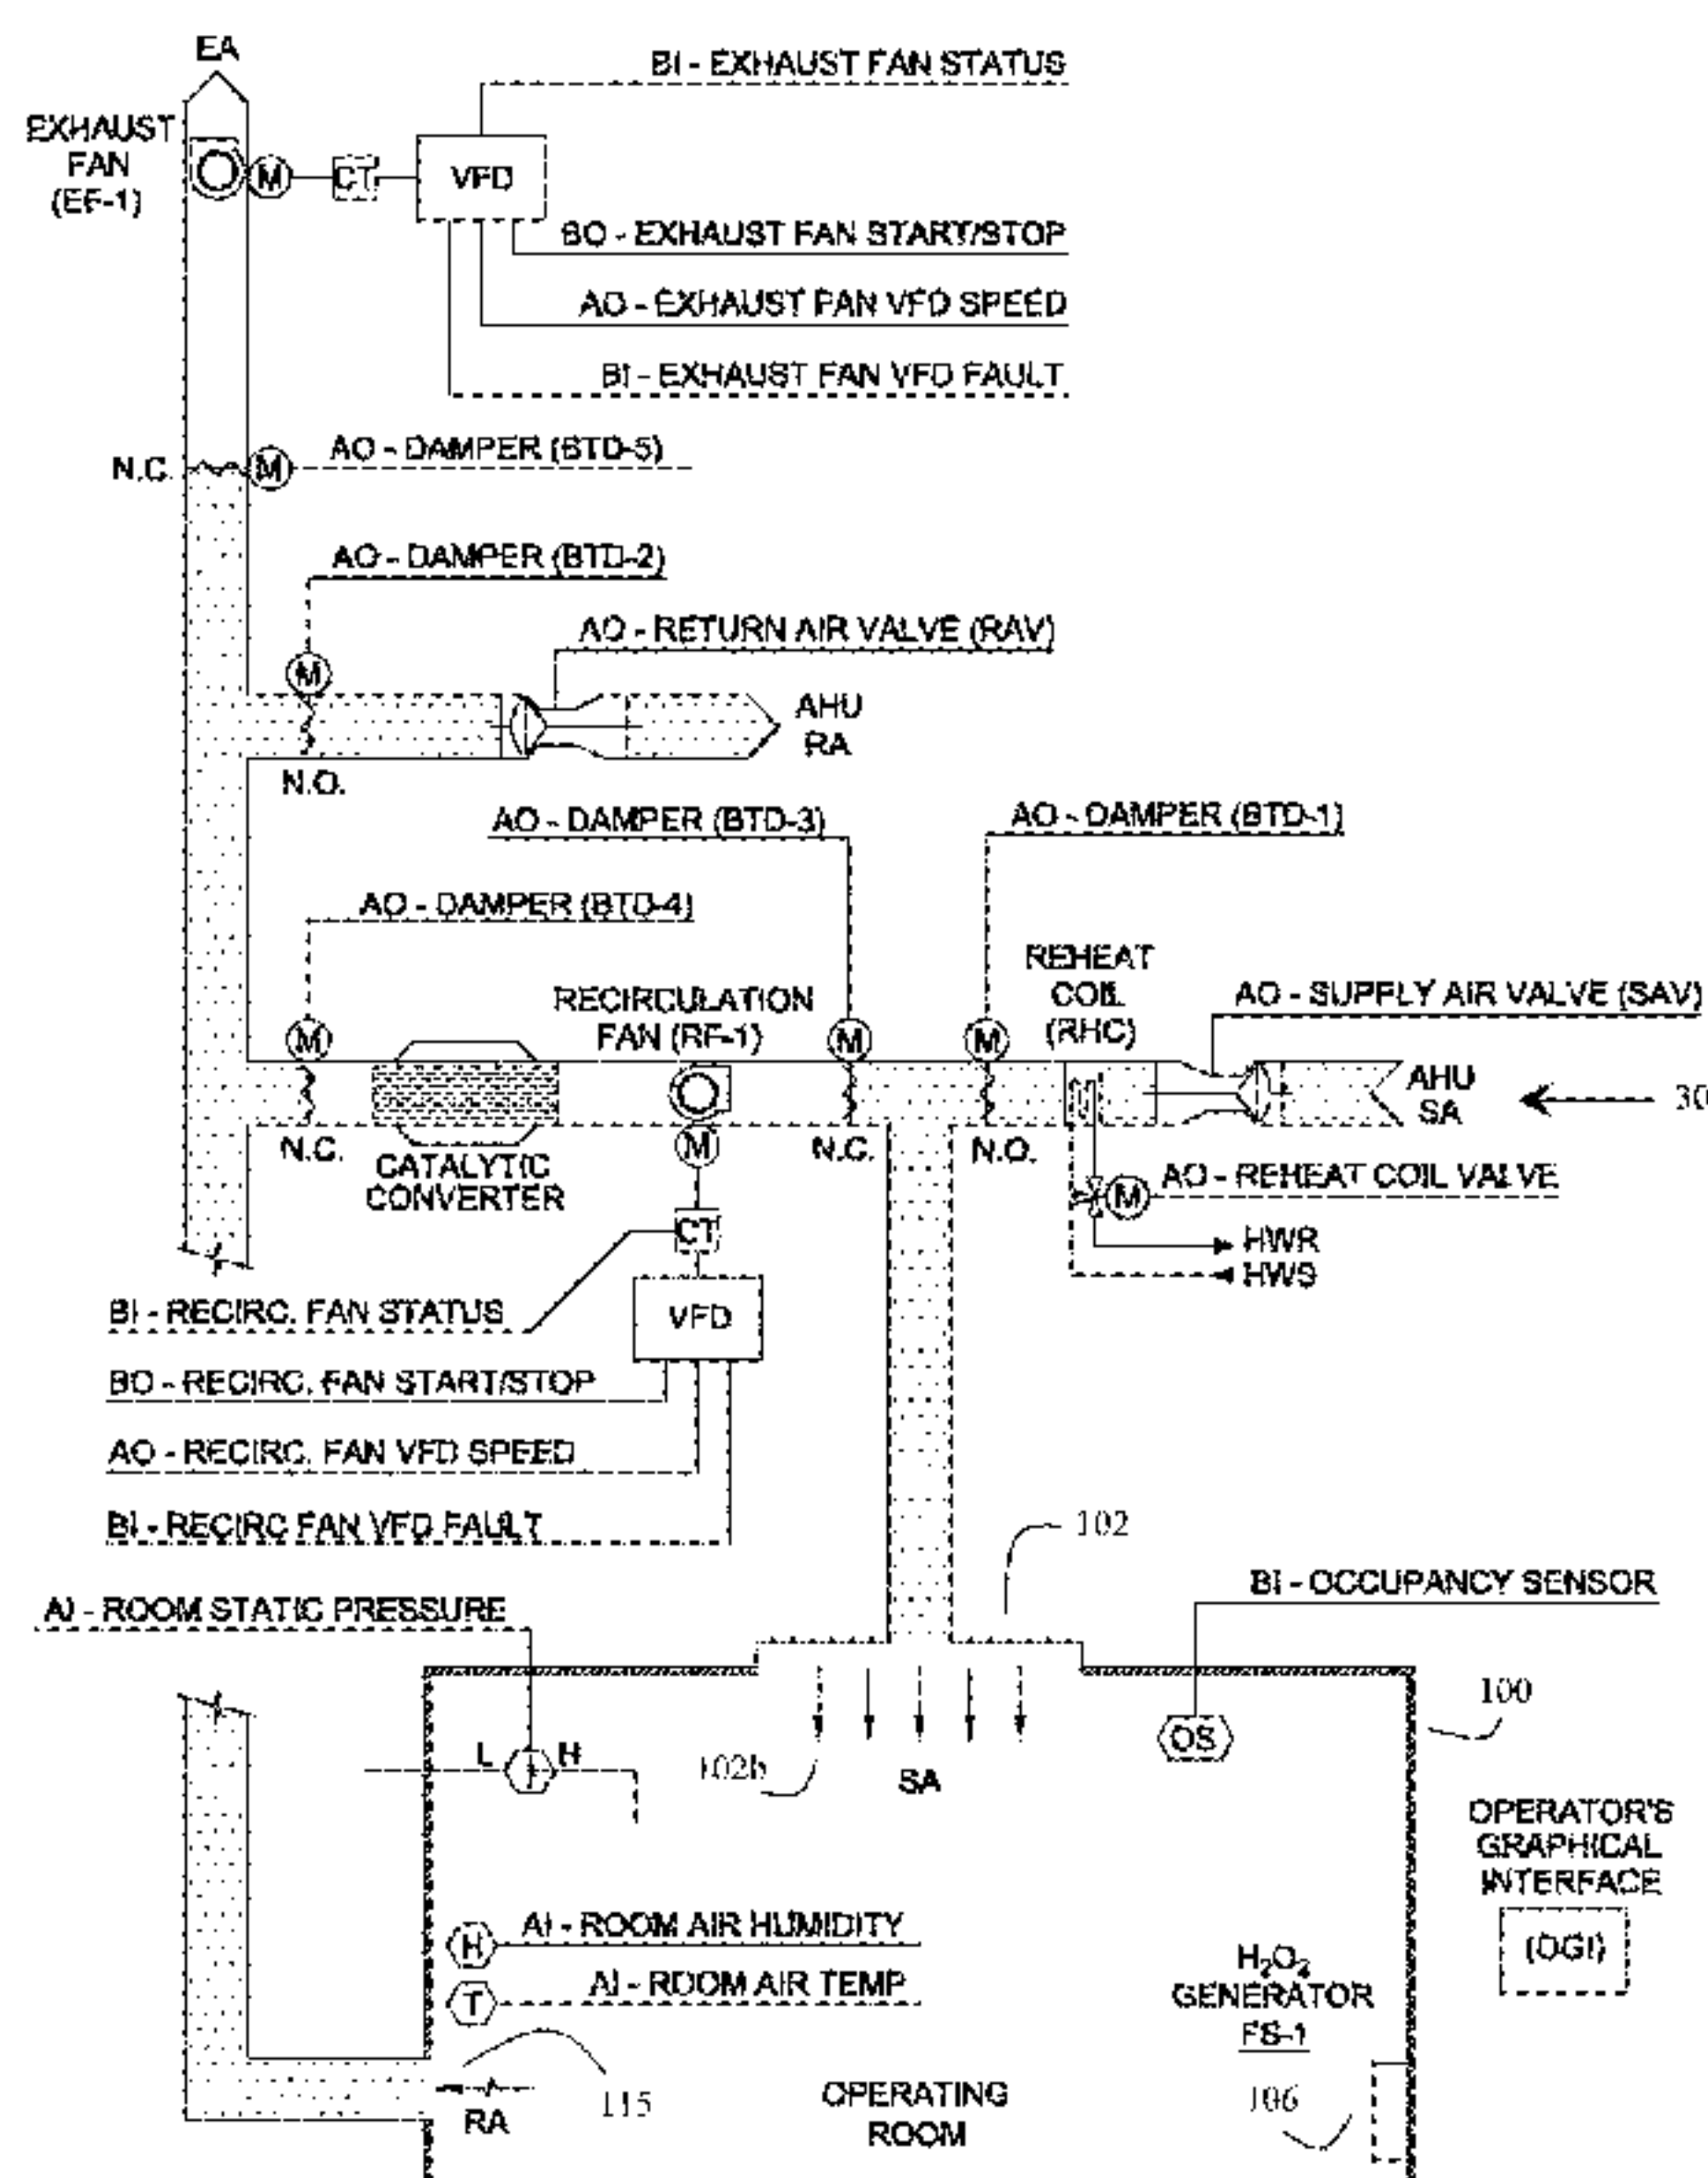 EA
BI - EXHAUST FAN STATUS
EXHAUST
FAN
(EF-1)
M
CT
VFD
BO - EXHAUST FAN START/STOP
AO - EXHAUST FAN VFD SPEED
BI - EXHAUST FAN VFD FAULT
N.C.
M
AO - DAMPER (BTD-5)
AO - DAMPER (BTD-2)
AO - RETURN AIR VALVE (RAV)
M
AHU
RA
N.O.
AO - DAMPER (BTD-3)
AO - DAMPER (BTD-1)
AO - DAMPER (BTD-4)
RECIRCULATION
FAN (RF-1)
REHEAT
COIL
(RHC)
AO - SUPPLY AIR VALVE (SAV)
M
M
M
AHU
SA
30
N.C.
CATALYTIC
CONVERTER
M
N.C.
N.O.
AO - REHEAT COIL VALVE
M
CT
HWR
HWS
BI - RECIRC. FAN STATUS
VFD
BO - RECIRC. FAN START/STOP
AO - RECIRC. FAN VFD SPEED
BI - RECIRC FAN VFD FAULT
102
BI - OCCUPANCY SENSOR
AI - ROOM STATIC PRESSURE
100
OS
L
H
102b
SA
OPERATOR'S
GRAPHICAL
INTERFACE
(OGI)
H
AI - ROOM AIR HUMIDITY
T
AI - ROOM AIR TEMP
H₂O₂
GENERATOR
FS-1
115
RA
OPERATING
ROOM
106